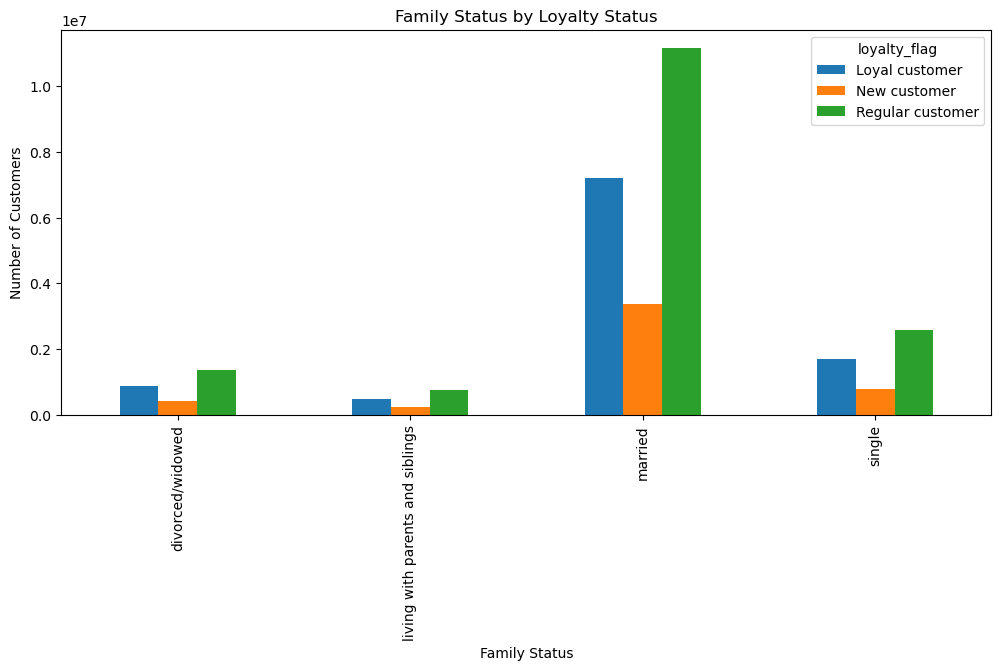 Family Status by Loyalty Status
1e7
loyalty_flag
Loyal customer
New customer
Regular customer
Number of Customers
1.0
0.8
0.6
0.4
0.2
0.0
divorced/widowed
living with parents and siblings
married
single
Family Status